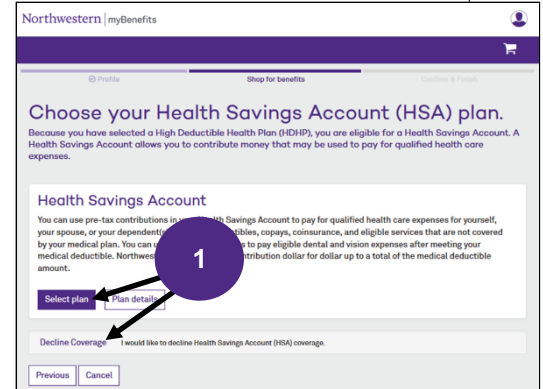 Northwestern | myBenefits
Profile
Shop for benefits
Confirm & Finish
Choose your Health Savings Account (HSA) plan.
Because you have selected a High Deductible Health Plan (HDHP), you are eligible for a Health Savings Account. A
Health Savings Account allows you to contribute money that may be used to pay for qualified health care
expenses.
Health Savings Account
You can use pre-tax contributions in Health Savings Account to pay for qualified health care expenses for yourself,
your spouse, or your dependent(s) copays, coinsurance, and eligible services that are not covered
by your medical plan. You can to pay eligible dental and vision expenses after meeting your
medical deductible. dollar for dollar up to a total of the medical deductible
amount.
1
Select plan
Plan details
Decline Coverage
I would like to decline Health Savings Account (HSA) coverage.
Previous
Cancel